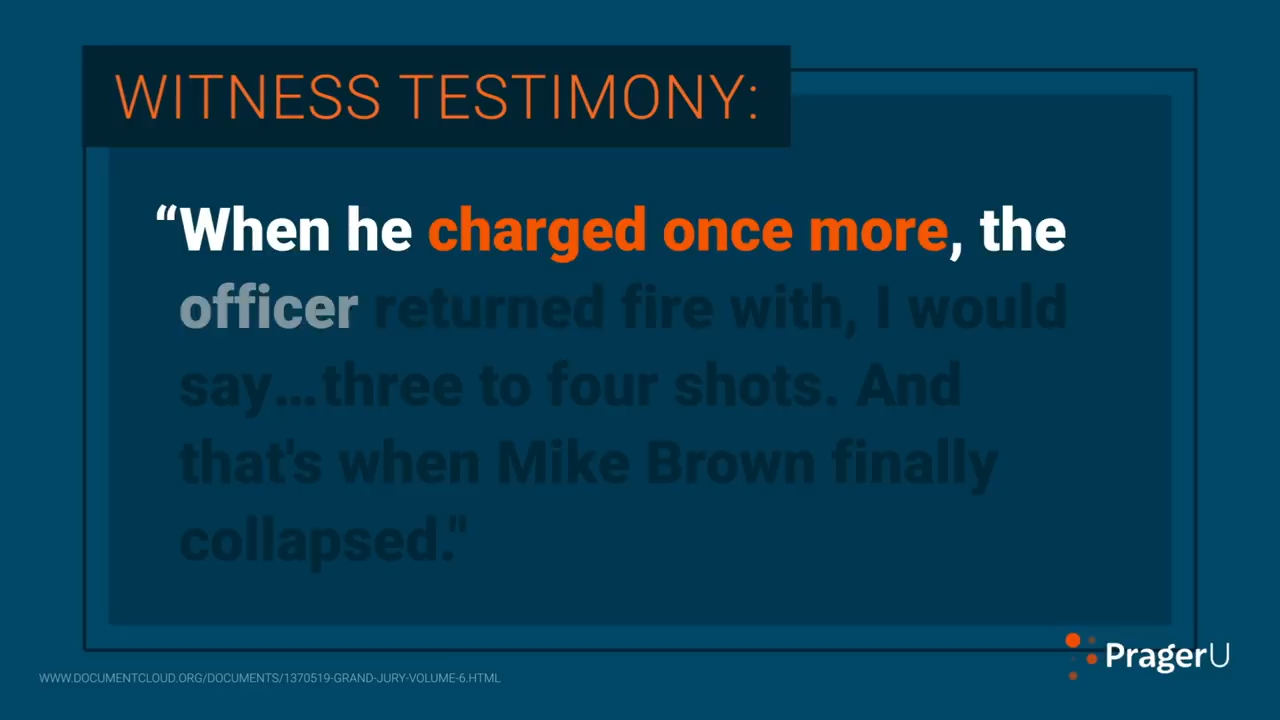 WITNESS TESTIMONY:
“When he charged once more, the
officer returned fire with, I would
say...three to four shots. And
that's when Mike Brown finally
collapsed."
PragerU
WWW.DOCUMENTCLOUD.ORG/DOCUMENTS/1370519-GRAND-JURY-VOLUME-6.HTML